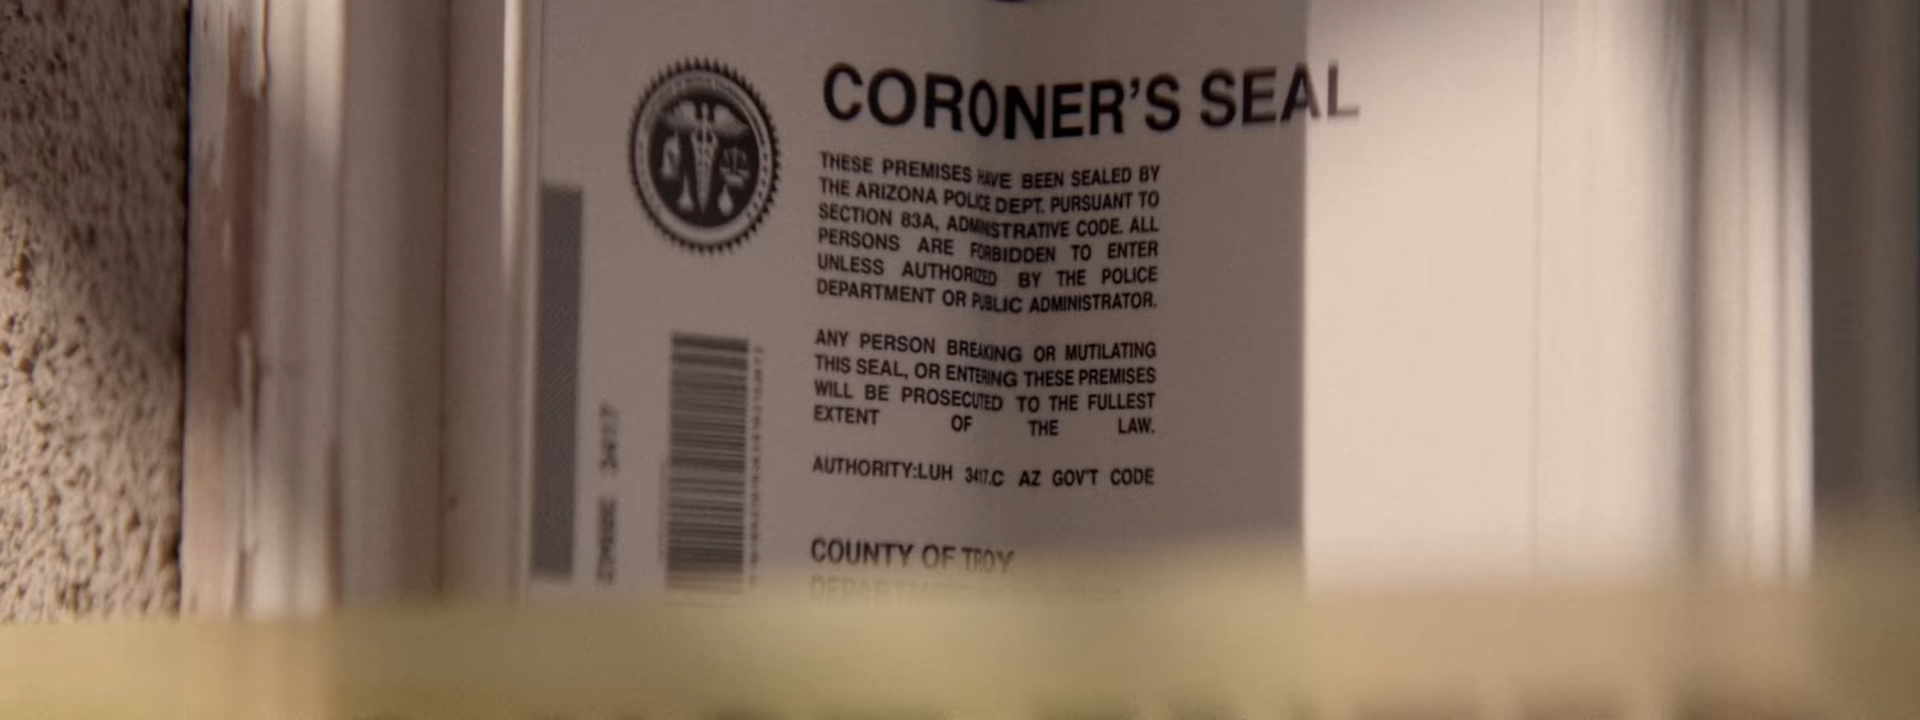 CORONER'S SEAL
THESE PREMISES HAVE BEEN SEALED BY
THE ARIZONA POLICE DEPT. PURSUANT TO
SECTION 83A, ADMINSTRATIVE CODE. ALL
PERSONS ARE FORBIDDEN TO ENTER
UNLESS AUTHORIZED BY THE POLICE
DEPARTMENT OR PUBLIC ADMINISTRATOR.
ANY PERSON BREAKING OR MUTILATING
THIS SEAL, OR ENTERING THESE PREMISES
WILL BE PROSECUTED TO THE FULLEST
EXTENT OF THE LAW.
AUTHORITY:LUH 3417.C AZ GOV'T CODE
COUNTY OF TROY
DEPARTMENT